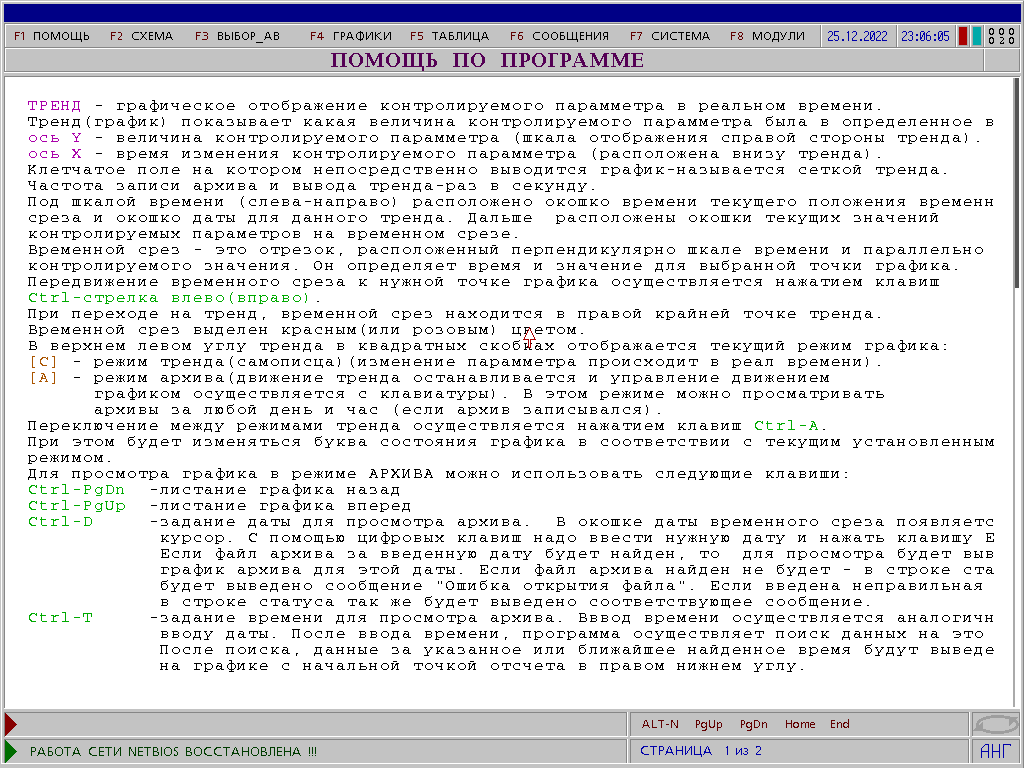 F1 ПОМОЩЬ F2 СХЕМА F3 ВЫБОР_АВ F4 ГРАФИКИ F5 ТАБЛИЦА F6 СООБЩЕНИЯ F7 СИСТЕМА F8 МОДУЛИ 25.12.2022 23:06:05
ПОМОЩЬ ПО ПРОГРАММЕ
ТРЕНД - графическое отображение контролируемого парамметра в реальном времени.
Тренд(график) показывает какая величина контролируемого парамметра была в определенное в
ось Y - величина контролируемого парамметра (шкала отображения справой стороны тренда).
ось X - время изменения контролируемого парамметра (расположена внизу тренда).
Клетчатое поле на котором непосредственно выводится график-называется сеткой тренда.
Частота записи архива и вывода тренда-раз в секунду.
Под шкалой времени (слева-направо) расположено окошко времени текущего положения временн
среза и окошко даты для данного тренда. Дальше  расположены окошки текущих значений
контролируемых параметров на временном срезе.
Временной срез - это отрезок, расположенный перпендикулярно шкале времени и параллельно
контролируемого значения. Он определяет время и значение для выбранной точки графика.
Передвижение временного среза к нужной точке графика осуществляется нажатием клавиш
Ctrl-стрелка влево(вправо).
При переходе на тренд, временной срез находится в правой крайней точке тренда.
Временной срез выделен красным(или розовым) цветом.
В верхнем левом углу тренда в квадратных скобках отображается текущий режим графика:
[С] - режим тренда(самописца)(изменение парамметра происходит в реал времени).
[А] - режим архива(движение тренда останавливается и управление движением
графиком осуществляется с клавиатуры). В этом режиме можно просматривать
архивы за любой день и час (если архив записывался).
Переключение между режимами тренда осуществляется нажатием клавиш Ctrl-A.
При этом будет изменяться буква состояния графика в соответствии с текущим установленным
режимом.
Для просмотра графика в режиме АРХИВА можно использовать следующие клавиши:
Ctrl-PgDn -листание графика назад
Ctrl-PgUp -листание графика вперед
Ctrl-D -задание даты для просмотра архива.  В окошке даты временного среза появляетс
курсор. С помощью цифровых клавиш надо ввести нужную дату и нажать клавишу E
Если файл архива за введенную дату будет найден, то  для просмотра будет выв
график архива для этой даты. Если файл архива найден не будет - в строке ста
будет выведено сообщение "Ошибка открытия файла". Если введена неправильная
в строке статуса так же будет выведено соответствующее сообщение.
Ctrl-T -задание времени для просмотра архива. Вввод времени осуществляется аналогичн
вводу даты. После ввода времени, программа осуществляет поиск данных на это
После поиска, данные за указанное или ближайшее найденное время будут выведе
на графике с начальной точкой отсчета в правом нижнем углу.
ALT-N PgUp PgDn Home End
РАБОТА СЕТИ NETBIOS ВОССТАНОВЛЕНА !!! СТРАНИЦА 1 из 2 АНГ